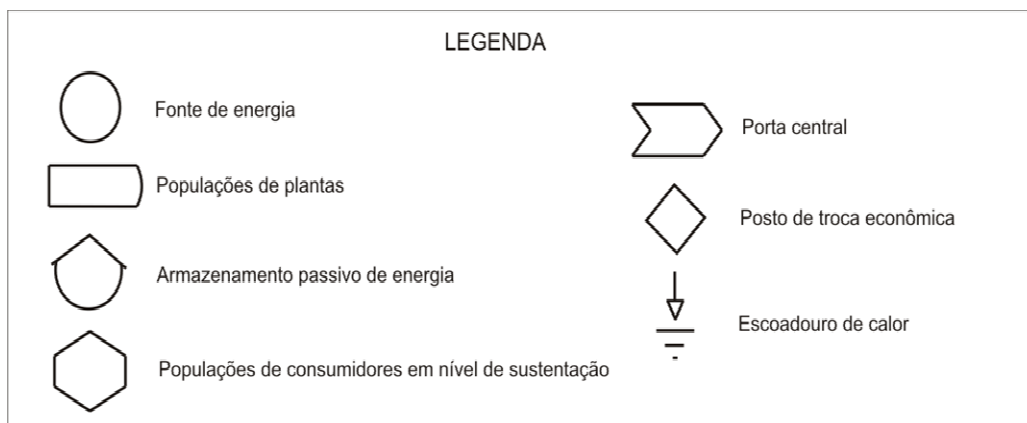 LEGENDA
Fonte de energia
Populações de plantas
Armazenamento passivo de energia
Populações de consumidores em nível de sustentação
Porta central
Posto de troca econômica
Escoadouro de calor